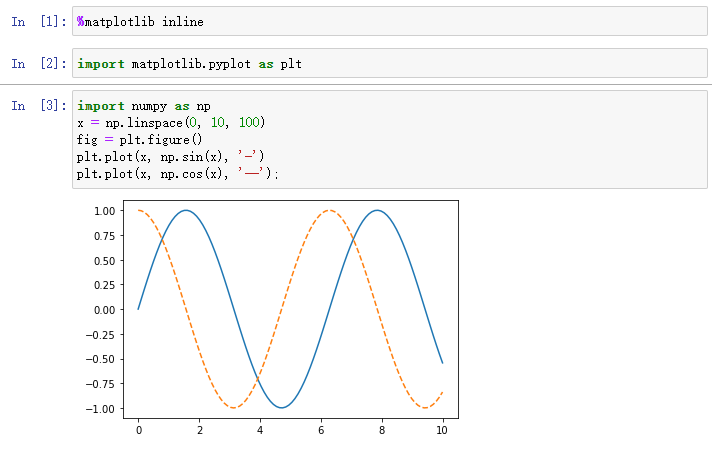 In [1]: %matplotlib inline
In [2]: import matplotlib.pyplot as plt
In [3]: import numpy as np
x = np.linspace(0, 10, 100)
fig = plt.figure()
plt.plot(x, np.sin(x), '-')
plt.plot(x, np.cos(x), '--');
1.00
0.75
0.50
0.25
0.00
−0.25
−0.50
−0.75
−1.00
0 2 4 6 8 10